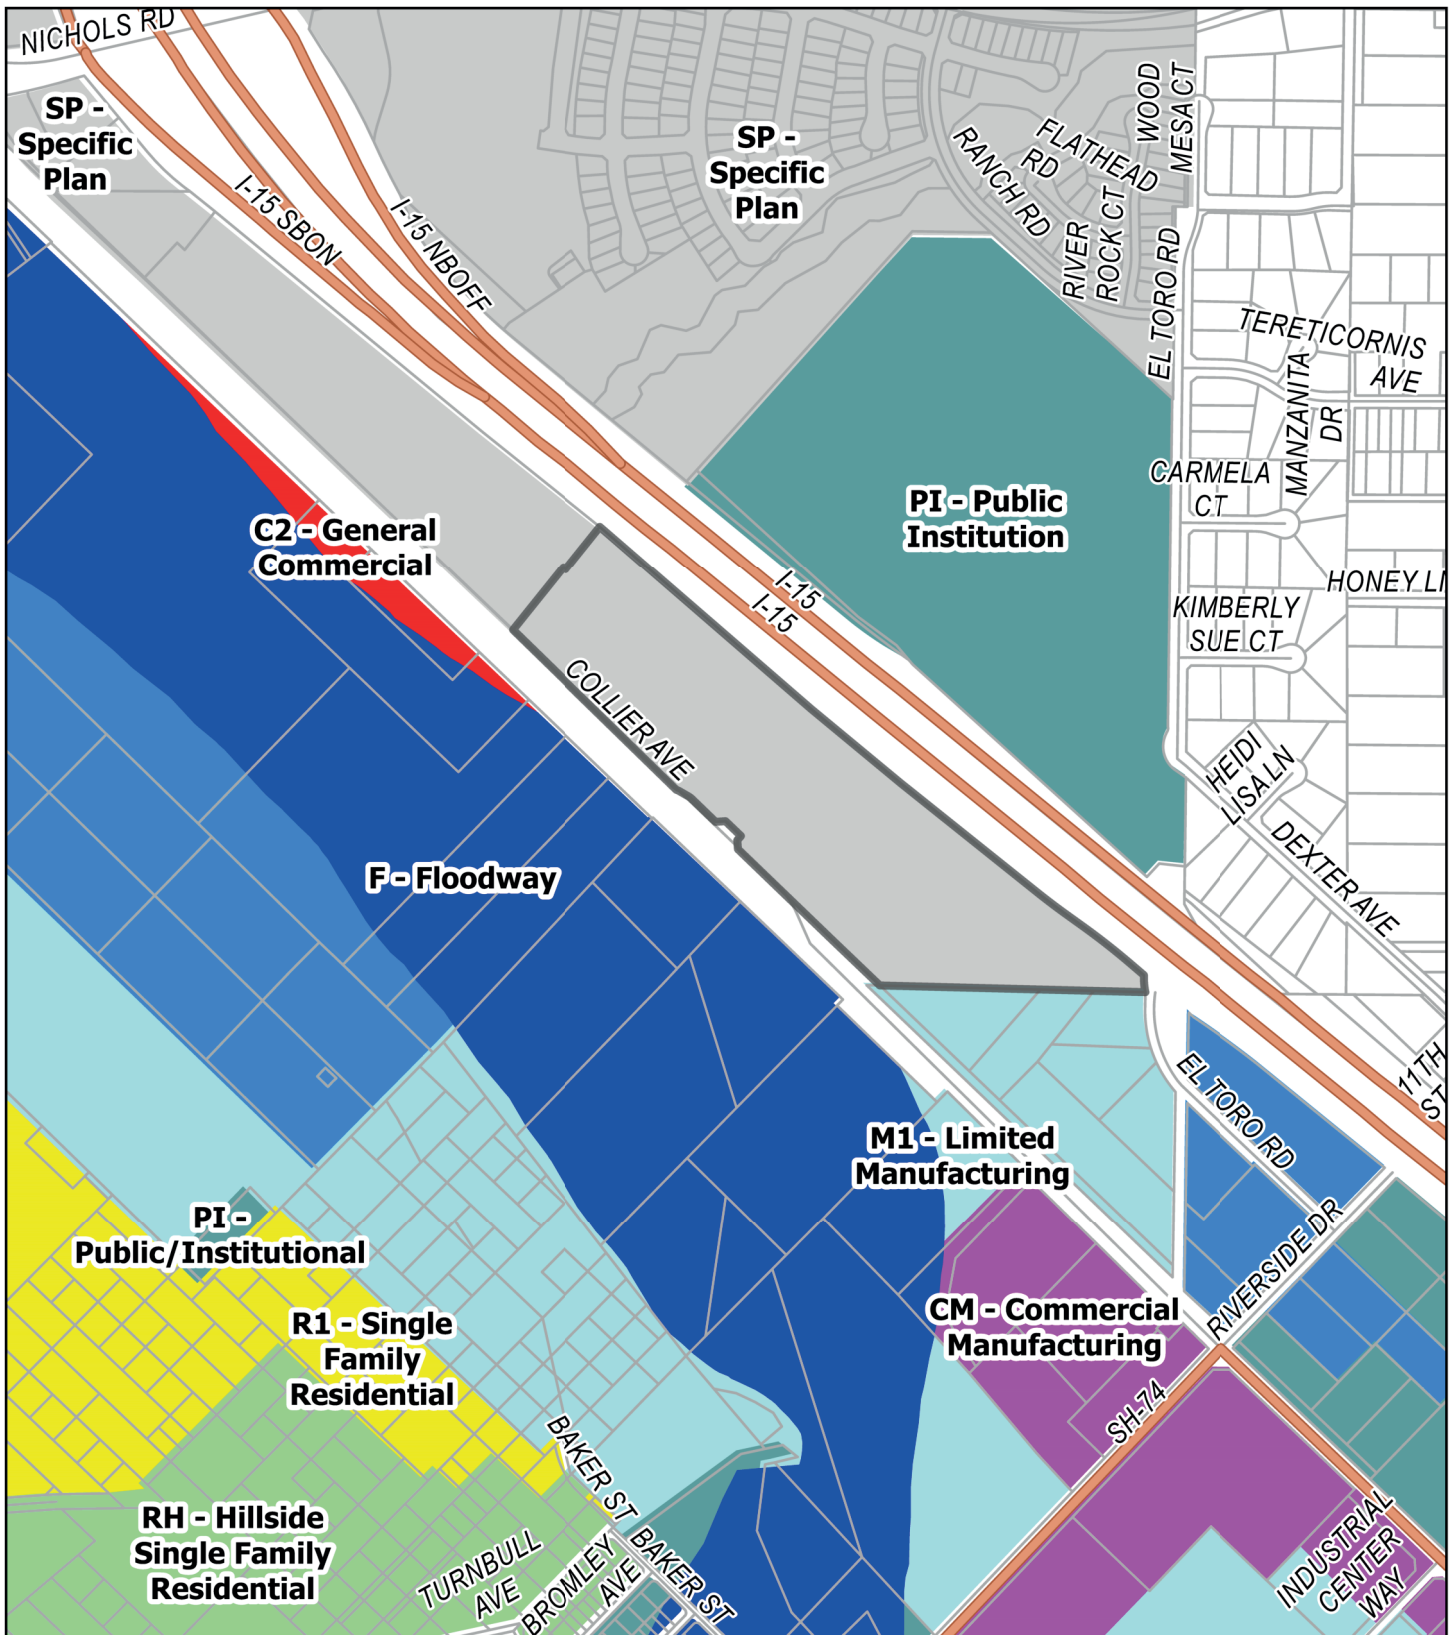 NICHOLS RD
SP -
Specific
Plan
I-15 SBON
I-15 NBOFF
SP -
Specific
Plan
WOOD
MESA CT
FLATHEAD
RD
RANCH RD
RIVER
ROCK CT
EL TORO RD
TERETICORNIS
AVE
MANZANITA
DR
CARMELA
CT
PI - Public
Institution
C2 - General
Commercial
I-15
I-15
HONEY LN
KIMBERLY
SUE CT
COLLIER AVE
HEIDI
LISA LN
DEXTER AVE
F - Floodway
11TH
ST
EL TORO RD
M1 - Limited
Manufacturing
RIVERSIDE DR
PI -
Public/Institutional
CM - Commercial
Manufacturing
R1 - Single
Family
Residential
SH-74
BAKER ST
RH - Hillside
Single Family
Residential
TURNBULL
AVE
BROMLEY
AVE
BAKER ST
INDUSTRIAL
CENTER
WAY